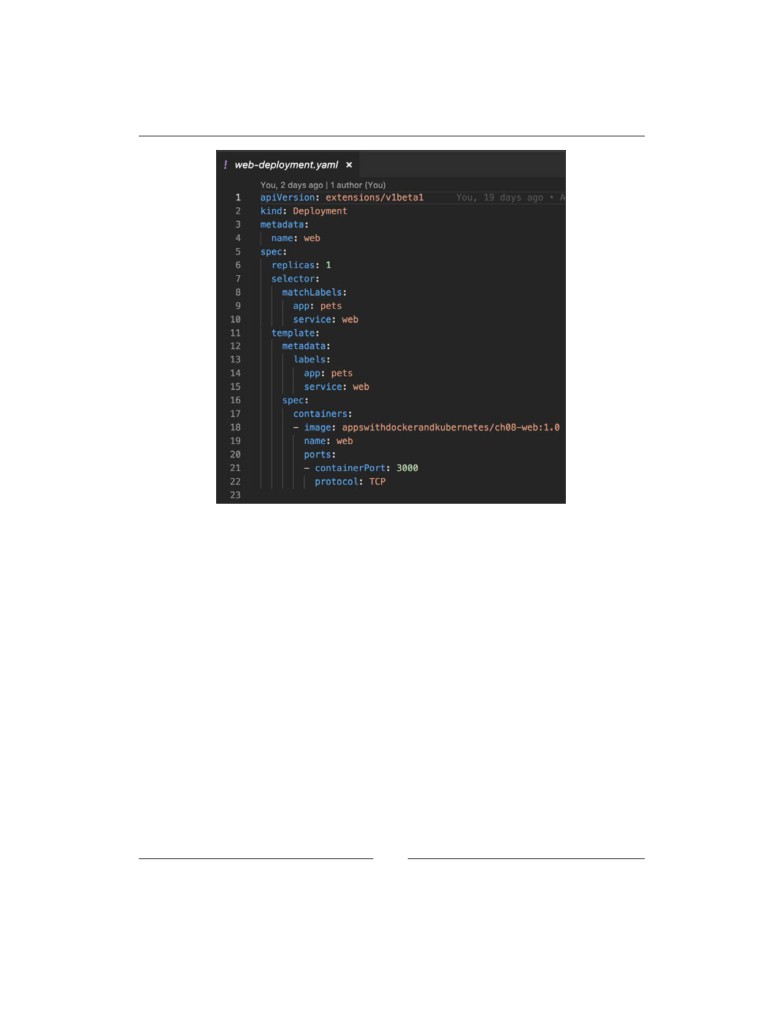 ! web-deployment.yaml ×
You, 2 days ago | 1 author (You)
1 apiVersion: extensions/v1beta1 You, 19 days ago • A
2 kind: Deployment
3 metadata:
4   name: web
5 spec:
6   replicas: 1
7   selector:
8     matchLabels:
9       app: pets
10       service: web
11   template:
12     metadata:
13       labels:
14         app: pets
15         service: web
16     spec:
17       containers:
18       - image: appswithdockerandkubernetes/ch08-web:1.0
19         name: web
20         ports:
21         - containerPort: 3000
22           protocol: TCP
23